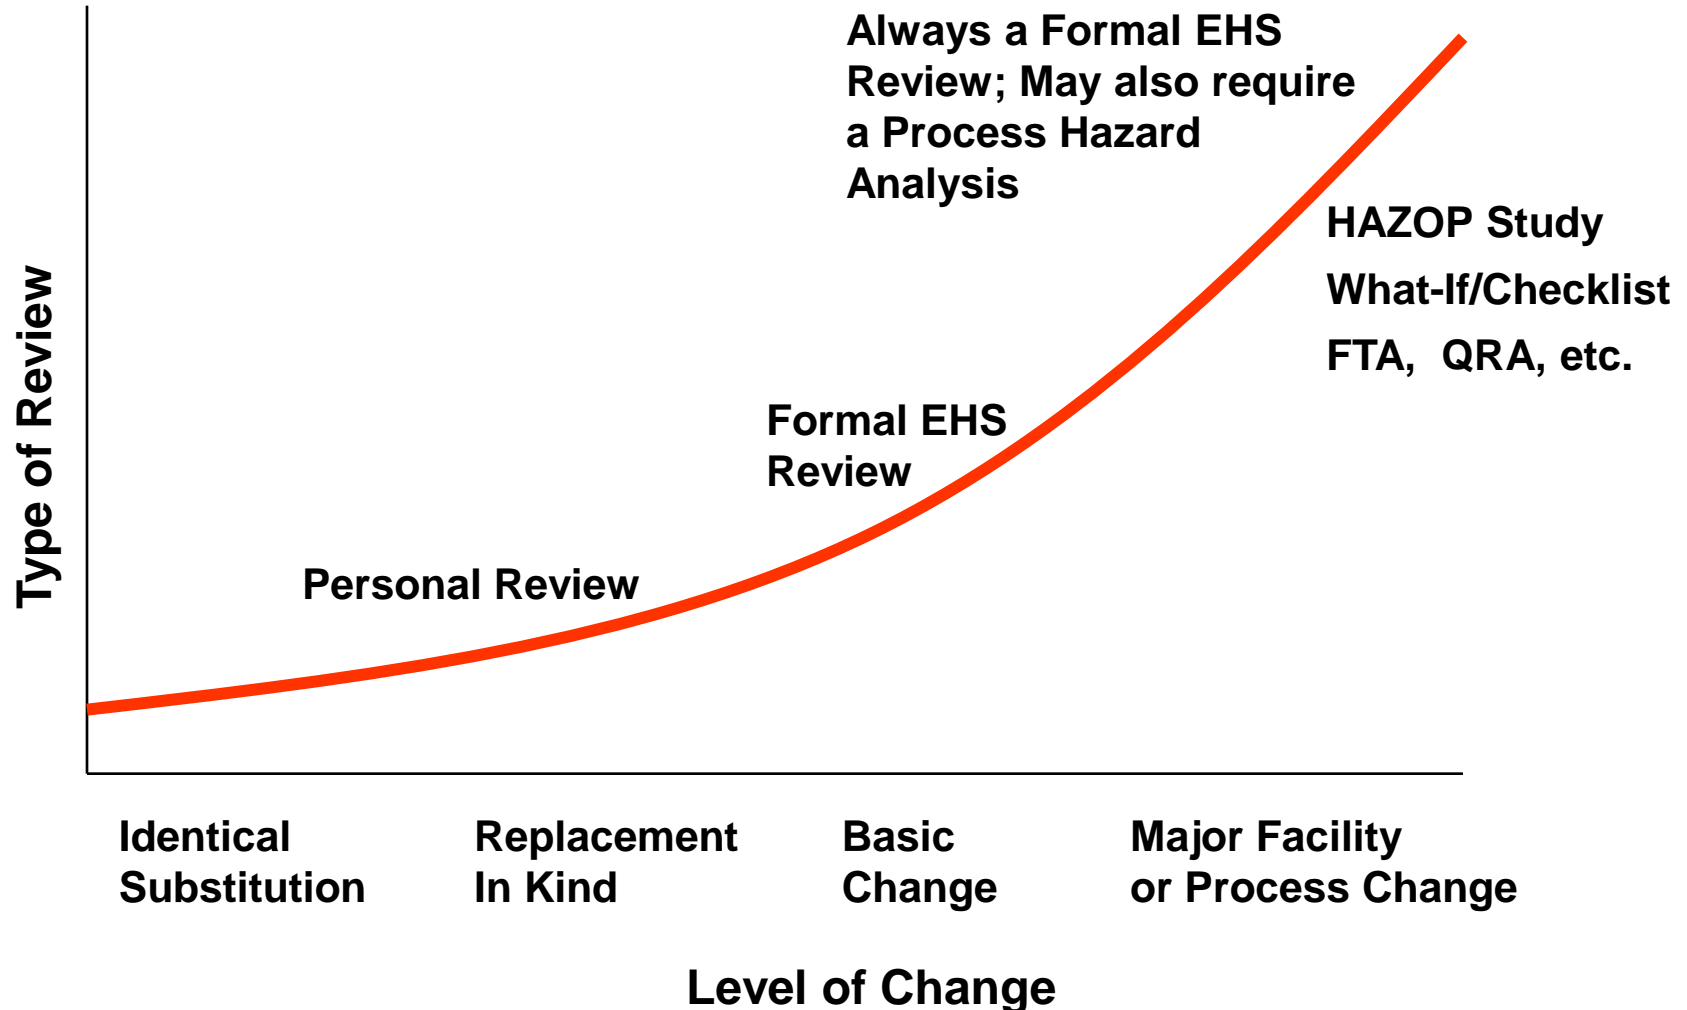 Always a Formal EHS
Review; May also require
a Process Hazard
Analysis
HAZOP Study
What-If/Checklist
FTA, QRA, etc.
Formal EHS
Review
Personal Review
Type of Review
Identical
Substitution
Replacement
In Kind
Basic
Change
Major Facility
or Process Change
Level of Change